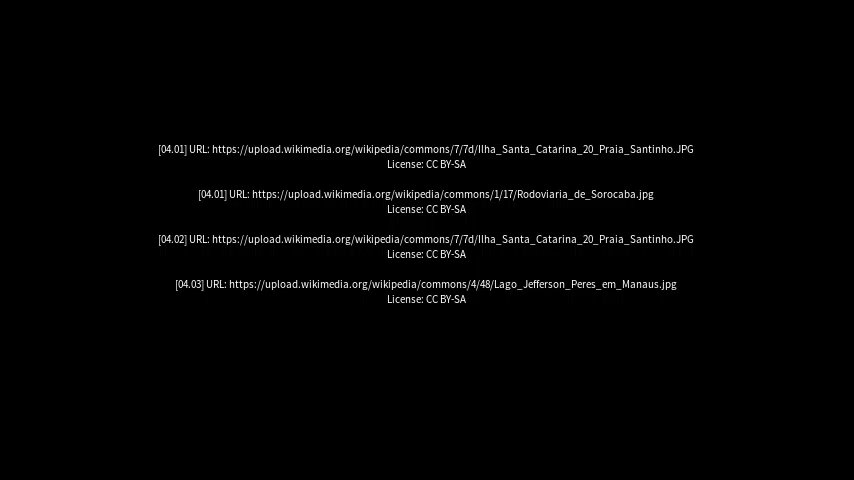 [04.01] URL: https://upload.wikimedia.org/wikipedia/commons/7/7d/Ilha_Santa_Catarina_20_Praia_Santinho.JPG
License: CC BY-SA
[04.01] URL: https://upload.wikimedia.org/wikipedia/commons/1/17/Rodoviaria_de_Sorocaba.jpg
License: CC BY-SA
[04.02] URL: https://upload.wikimedia.org/wikipedia/commons/7/7d/Ilha_Santa_Catarina_20_Praia_Santinho.JPG
License: CC BY-SA
[04.03] URL: https://upload.wikimedia.org/wikipedia/commons/4/48/Lago_Jefferson_Peres_em_Manaus.jpg
License: CC BY-SA